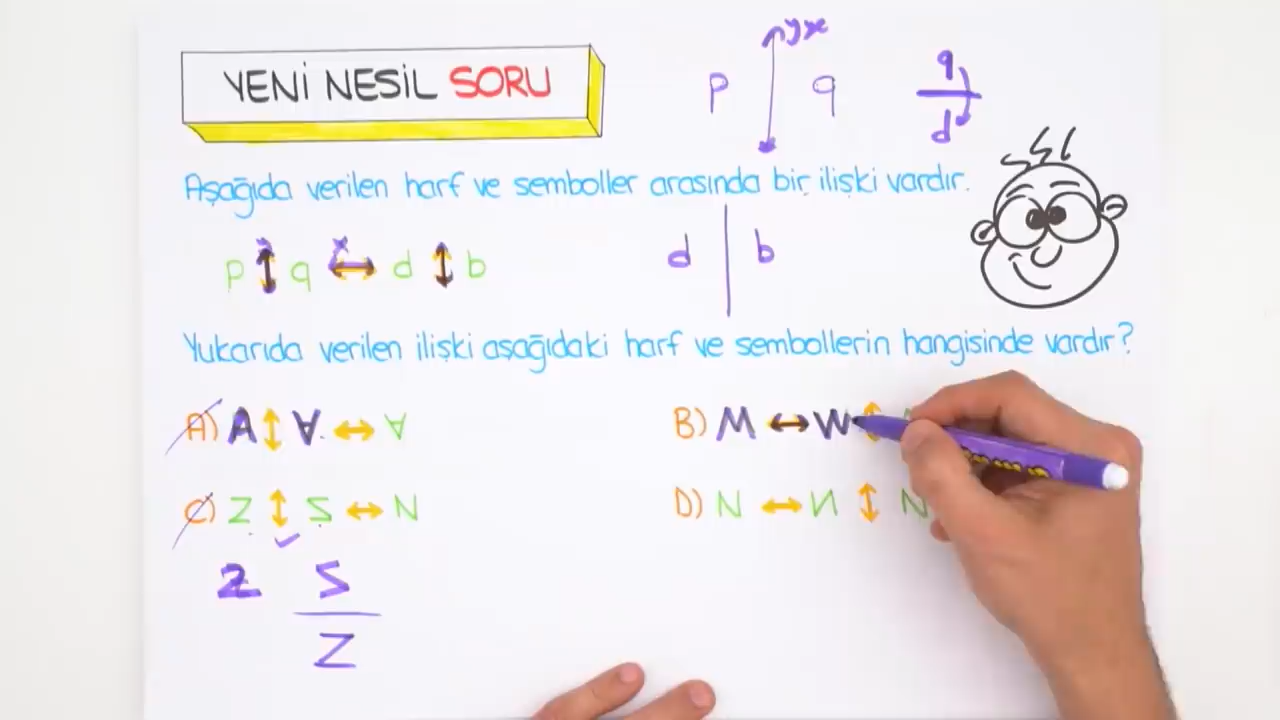 YENİ NESİL SORU
p q
q
d
Aşağıda verilen harf ve semboller arasında bir ilişki vardır.
p ↕ q ↔ d ↕ b
d | b
Yukarıda verilen ilişki aşağıdaki harf ve sembollerin hangisinde vardır?
A) A ↕ Ɐ ↔ Ɐ
B) M ↔ W ↕
C) Z ↕ S ↔ N
D) N ↔ И ↕ N
Z S
Z